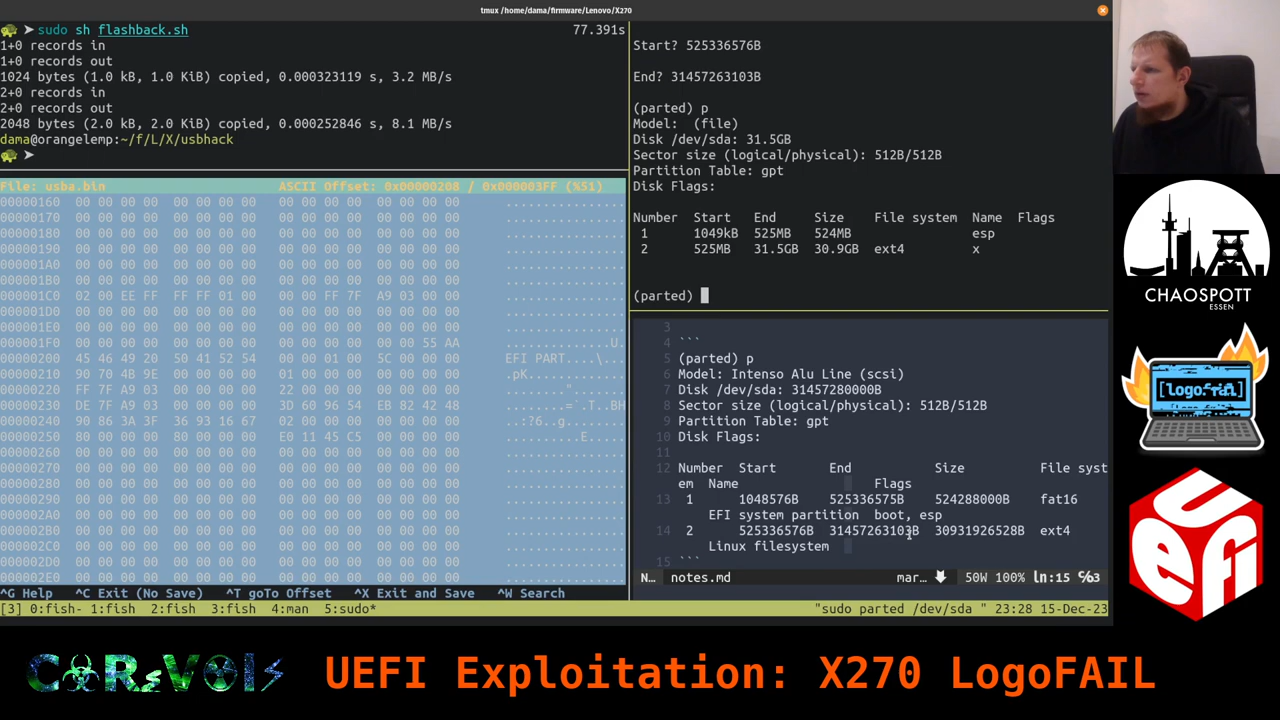 tmux /home/dama/firmware/Lenovo/X270
➤ sudo sh flashback.sh 77.391s
1+0 records in
1+0 records out
1024 bytes (1.0 kB, 1.0 KiB) copied, 0.000323119 s, 3.2 MB/s
2+0 records in
2+0 records out
2048 bytes (2.0 kB, 2.0 KiB) copied, 0.000252846 s, 8.1 MB/s
dama@orangelemp:~/f/L/X/usbhack
➤
File: usba.bin ASCII Offset: 0x00000208 / 0x000003FF (%51)
00000160 00 00 00 00 00 00 00 00 00 00 00 00 00 00 00 00 ................
00000170 00 00 00 00 00 00 00 00 00 00 00 00 00 00 00 00 ................
00000180 00 00 00 00 00 00 00 00 00 00 00 00 00 00 00 00 ................
00000190 00 00 00 00 00 00 00 00 00 00 00 00 00 00 00 00 ................
000001A0 00 00 00 00 00 00 00 00 00 00 00 00 00 00 00 00 ................
000001B0 00 00 00 00 00 00 00 00 00 00 00 00 00 00 00 00 ................
000001C0 02 00 EE FF FF FF 01 00 00 00 FF 7F A9 03 00 00 ................
000001D0 00 00 00 00 00 00 00 00 00 00 00 00 00 00 00 00 ................
000001E0 00 00 00 00 00 00 00 00 00 00 00 00 00 00 00 00 ................
000001F0 00 00 00 00 00 00 00 00 00 00 00 00 00 00 55 AA ..............U.
00000200 45 46 49 20 50 41 52 54 00 00 01 00 5C 00 00 00 EFI PART....\...
00000210 90 70 4B 9E 00 00 00 00 01 00 00 00 00 00 00 00 .pK.............
00000220 FF 7F A9 03 00 00 00 00 22 00 00 00 00 00 00 00 ........".......
00000230 DE 7F A9 03 00 00 00 00 3D 60 96 54 EB 82 42 48 ........=`.T..BH
00000240 90 86 3A 3F 36 93 16 67 02 00 00 00 00 00 00 00 ..:?6..g........
00000250 80 00 00 00 80 00 00 00 E0 11 45 C5 00 00 00 00 ..........E.....
00000260 00 00 00 00 00 00 00 00 00 00 00 00 00 00 00 00 ................
00000270 00 00 00 00 00 00 00 00 00 00 00 00 00 00 00 00 ................
00000280 00 00 00 00 00 00 00 00 00 00 00 00 00 00 00 00 ................
00000290 00 00 00 00 00 00 00 00 00 00 00 00 00 00 00 00 ................
000002A0 00 00 00 00 00 00 00 00 00 00 00 00 00 00 00 00 ................
000002B0 00 00 00 00 00 00 00 00 00 00 00 00 00 00 00 00 ................
000002C0 00 00 00 00 00 00 00 00 00 00 00 00 00 00 00 00 ................
000002D0 00 00 00 00 00 00 00 00 00 00 00 00 00 00 00 00 ................
000002E0 00 00 00 00 00 00 00 00 00 00 00 00 00 00 00 00 ................
^G Help ^C Exit (No Save) ^T goTo Offset ^X Exit and Save ^W Search
Start? 525336576B
End? 31457263103B
(parted) p
Model: (file)
Disk /dev/sda: 31.5GB
Sector size (logical/physical): 512B/512B
Partition Table: gpt
Disk Flags:
Number Start End Size File system Name Flags
1 1049kB 525MB 524MB esp
2 525MB 31.5GB 30.9GB ext4 x
(parted)
3
4 ```
5 (parted) p
6 Model: Intenso Alu Line (scsi)
7 Disk /dev/sda: 31457280000B
8 Sector size (logical/physical): 512B/512B
9 Partition Table: gpt
10 Disk Flags:
11
12 Number Start End Size File syst
em Name Flags
13 1 1048576B 525336575B 524288000B fat16
EFI system partition boot, esp
14 2 525336576B 31457263103B 30931926528B ext4
Linux filesystem
15 ```
N… notes.md mar… 50W 100% ln:15 ℅3
[3] 0:fish- 1:fish 2:fish 3:fish 4:man 5:sudo* "sudo parted /dev/sda " 23:28 15-Dec-23
CHAOSPOTT
ESSEN
[logofail]
UEFI
CoReVoIs
UEFI Exploitation: X270 LogoFAIL